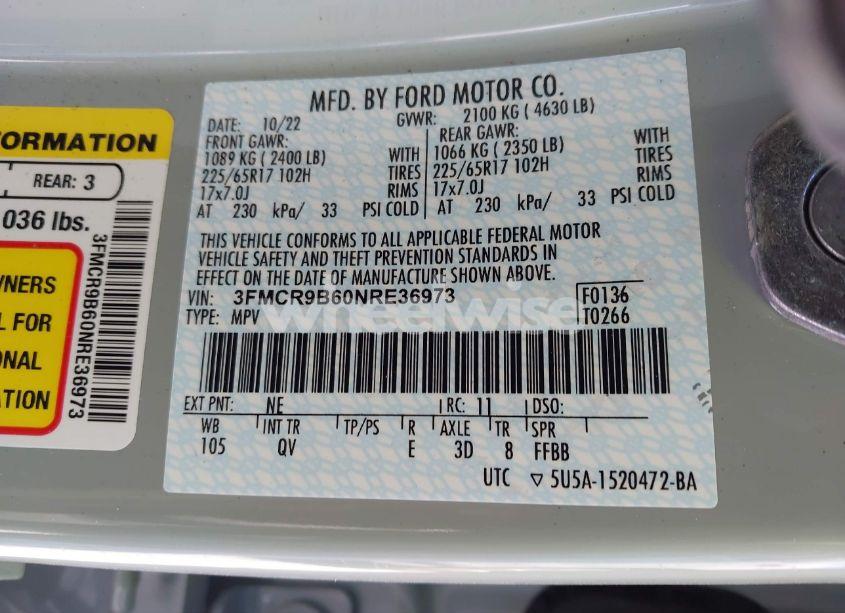 MFD. BY FORD MOTOR CO.
DATE: 10/22 GVWR: 2100 KG ( 4630 LB)
FRONT GAWR: REAR GAWR:
1089 KG ( 2400 LB) WITH 1066 KG ( 2350 LB) WITH
225/65R17 102H TIRES 225/65R17 102H TIRES
17x7.0J RIMS 17x7.0J RIMS
AT 230 kPa/ 33 PSI COLD AT 230 kPa/ 33 PSI COLD
THIS VEHICLE CONFORMS TO ALL APPLICABLE FEDERAL MOTOR
VEHICLE SAFETY AND THEFT PREVENTION STANDARDS IN
EFFECT ON THE DATE OF MANUFACTURE SHOWN ABOVE.
VIN: 3FMCR9B60NRE36973 F0136
TYPE: MPV T0266
wheelwise
EXT PNT: NE RC: 11 DSO:
WB INT TR TP/PS R AXLE TR SPR
105 QV E 3D 8 FFBB
UTC ▽ 5U5A-1520472-BA
FORMATION
REAR: 3
036 lbs.
WNERS
L FOR
ONAL
ATION
3FMCR9B60NRE36973